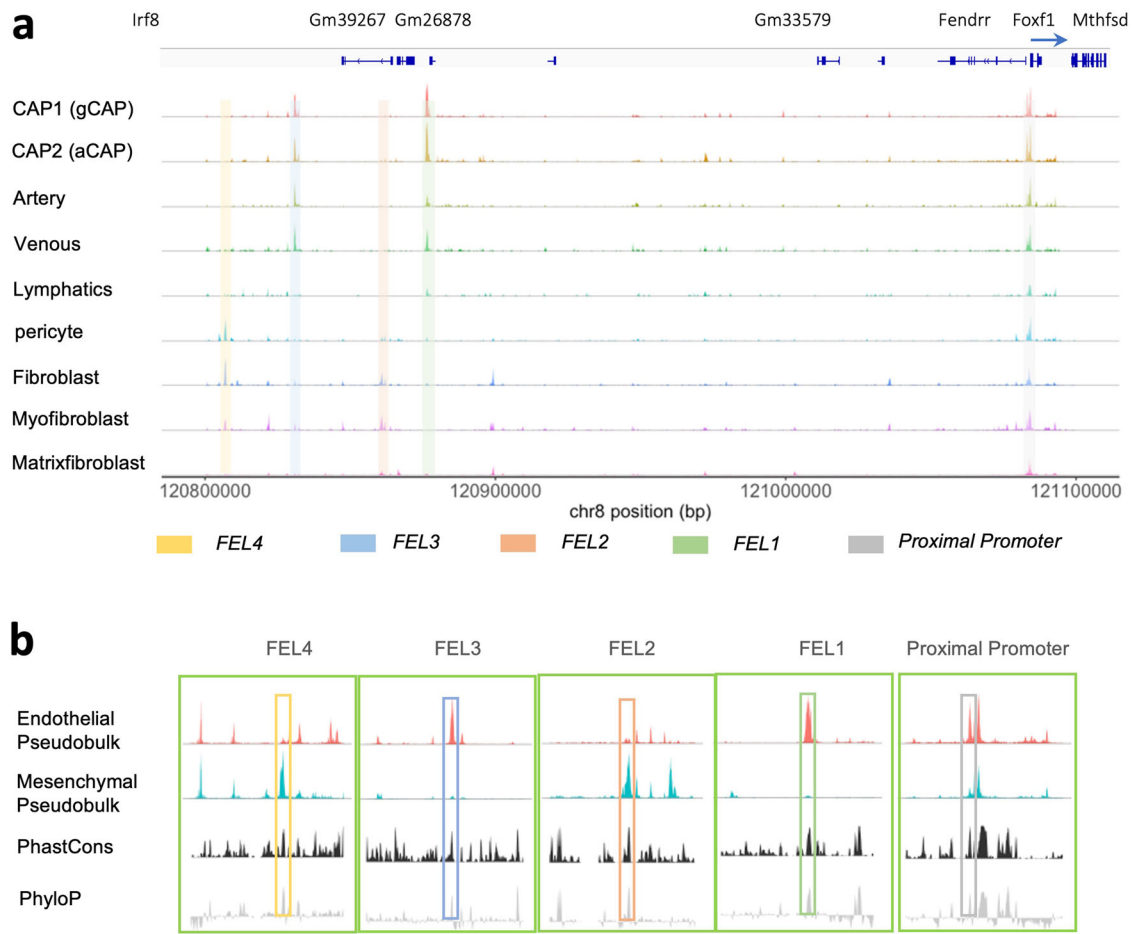 a
Irf8 Gm39267 Gm26878 Gm33579 Fendrr Foxf1 Mthfsd
CAP1 (gCAP)
CAP2 (aCAP)
Artery
Venous
Lymphatics
pericyte
Fibroblast
Myofibroblast
Matrixfibroblast
120800000 120900000 121000000 121100000
chr8 position (bp)
FEL4 FEL3 FEL2 FEL1 Proximal Promoter
b
FEL4 FEL3 FEL2 FEL1 Proximal Promoter
Endothelial
Pseudobulk
Mesenchymal
Pseudobulk
PhastCons
PhyloP